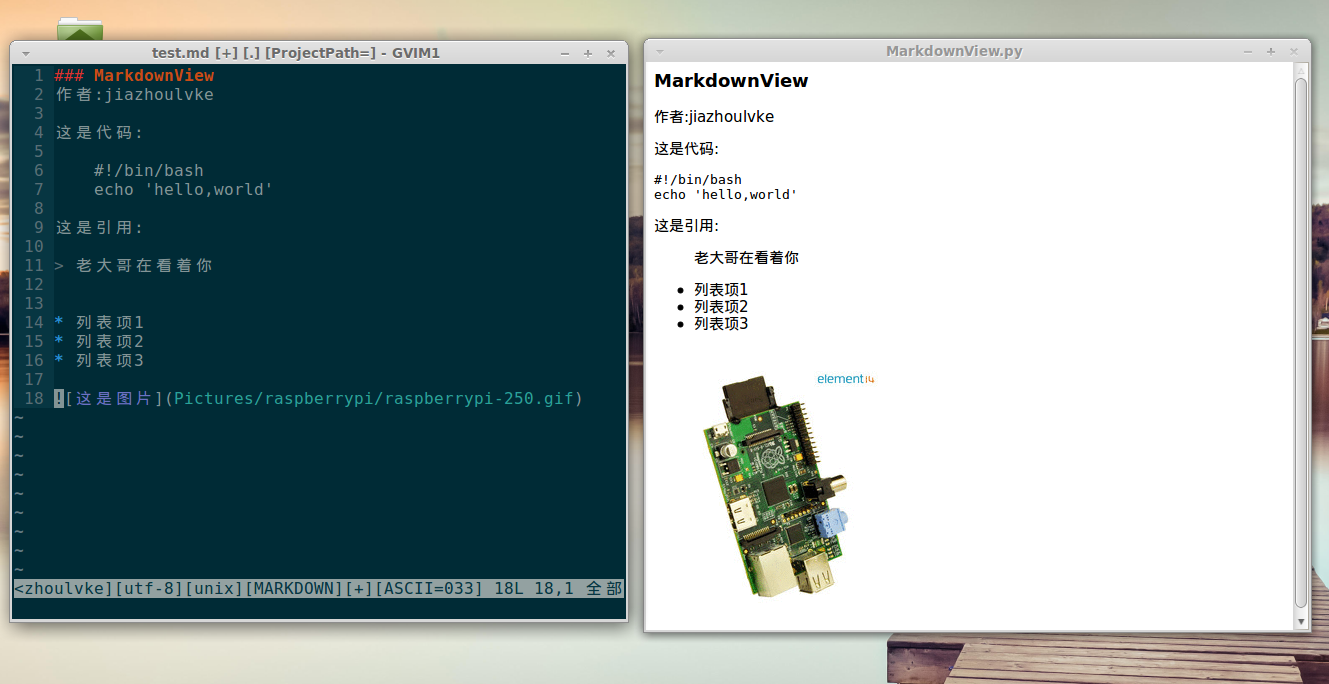 test.md [+] [.] [ProjectPath=] - GVIM1
1 ### MarkdownView
2 作者:jiazhoulvke
3
4 这是代码:
5
6 #!/bin/bash
7 echo 'hello,world'
8
9 这是引用:
10
11 > 老大哥在看着你
12
13
14 * 列表项1
15 * 列表项2
16 * 列表项3
17
18 ![这是图片](Pictures/raspberrypi/raspberrypi-250.gif)
~
~
~
~
~
~
~
~
~
<zhoulvke][utf-8][unix][MARKDOWN][+][ASCII=033] 18L 18,1 全部
MarkdownView.py
MarkdownView
作者:jiazhoulvke
这是代码:
#!/bin/bash
echo 'hello,world'
这是引用:
老大哥在看着你
• 列表项1
• 列表项2
• 列表项3
element14